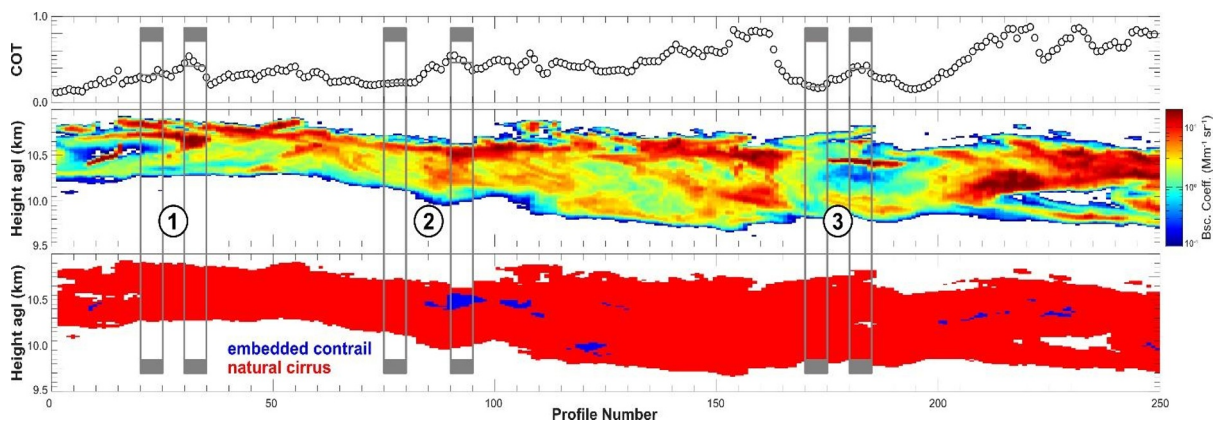 1.0
COT
0.0
Height agl (km)
10.5
10.0
9.5
1
2
3
10⁻
10⁰
10⁻
Bsc. Coeff. (Mm⁻¹ sr⁻¹)
Height agl (km)
10.5
10.0
9.5
embedded contrail
natural cirrus
0 50 100 150 200 250
Profile Number